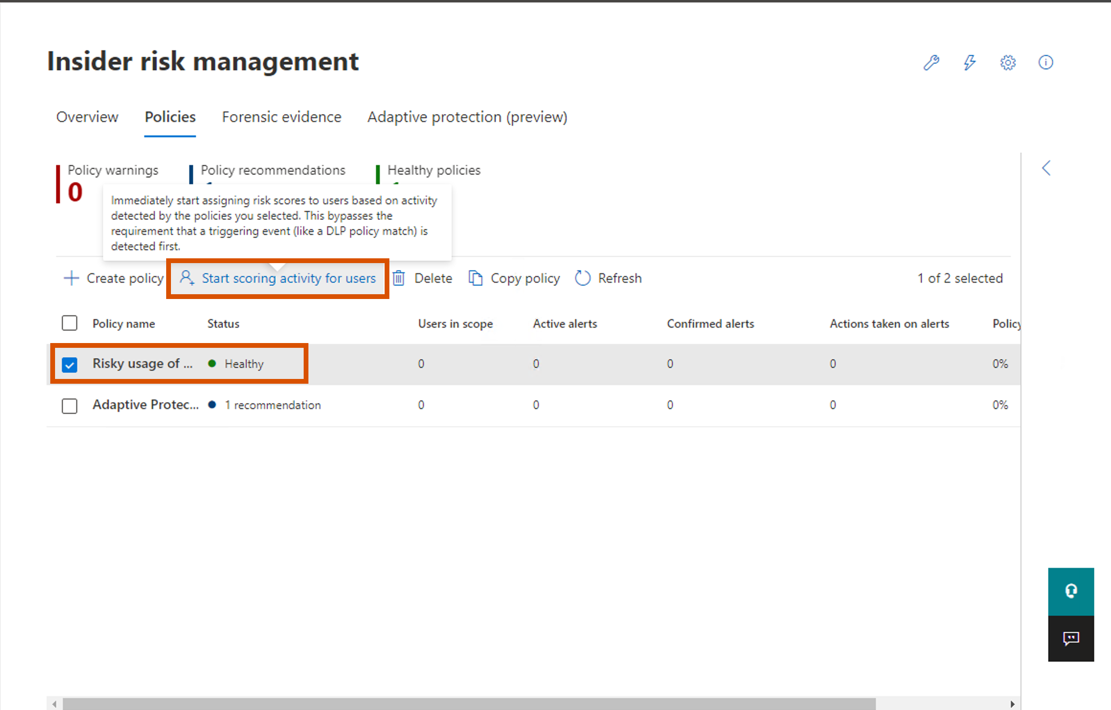 Insider risk management
Overview Policies Forensic evidence Adaptive protection (preview)
Policy warnings Policy recommendations Healthy policies
0
Immediately start assigning risk scores to users based on activity
detected by the policies you selected. This bypasses the
requirement that a triggering event (like a DLP policy match) is
detected first.
Create policy Start scoring activity for users Delete Copy policy Refresh 1 of 2 selected
Policy name Status Users in scope Active alerts Confirmed alerts Actions taken on alerts Policy
Risky usage of ... Healthy 0 0 0 0 0%
Adaptive Protec... 1 recommendation 0 0 0 0 0%